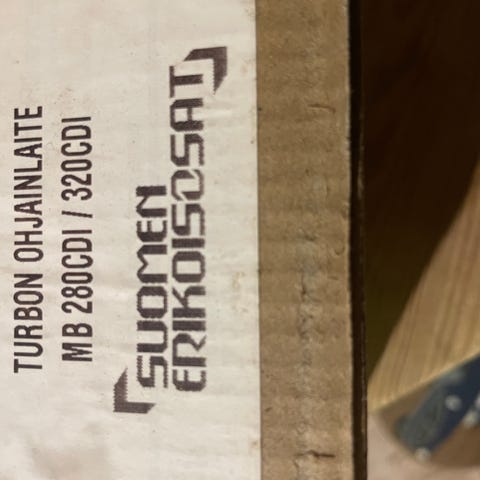 TURBON OHJAINLAITE
MB 280CDI / 320CDI
SUOMEN
ERIKOISOSAT